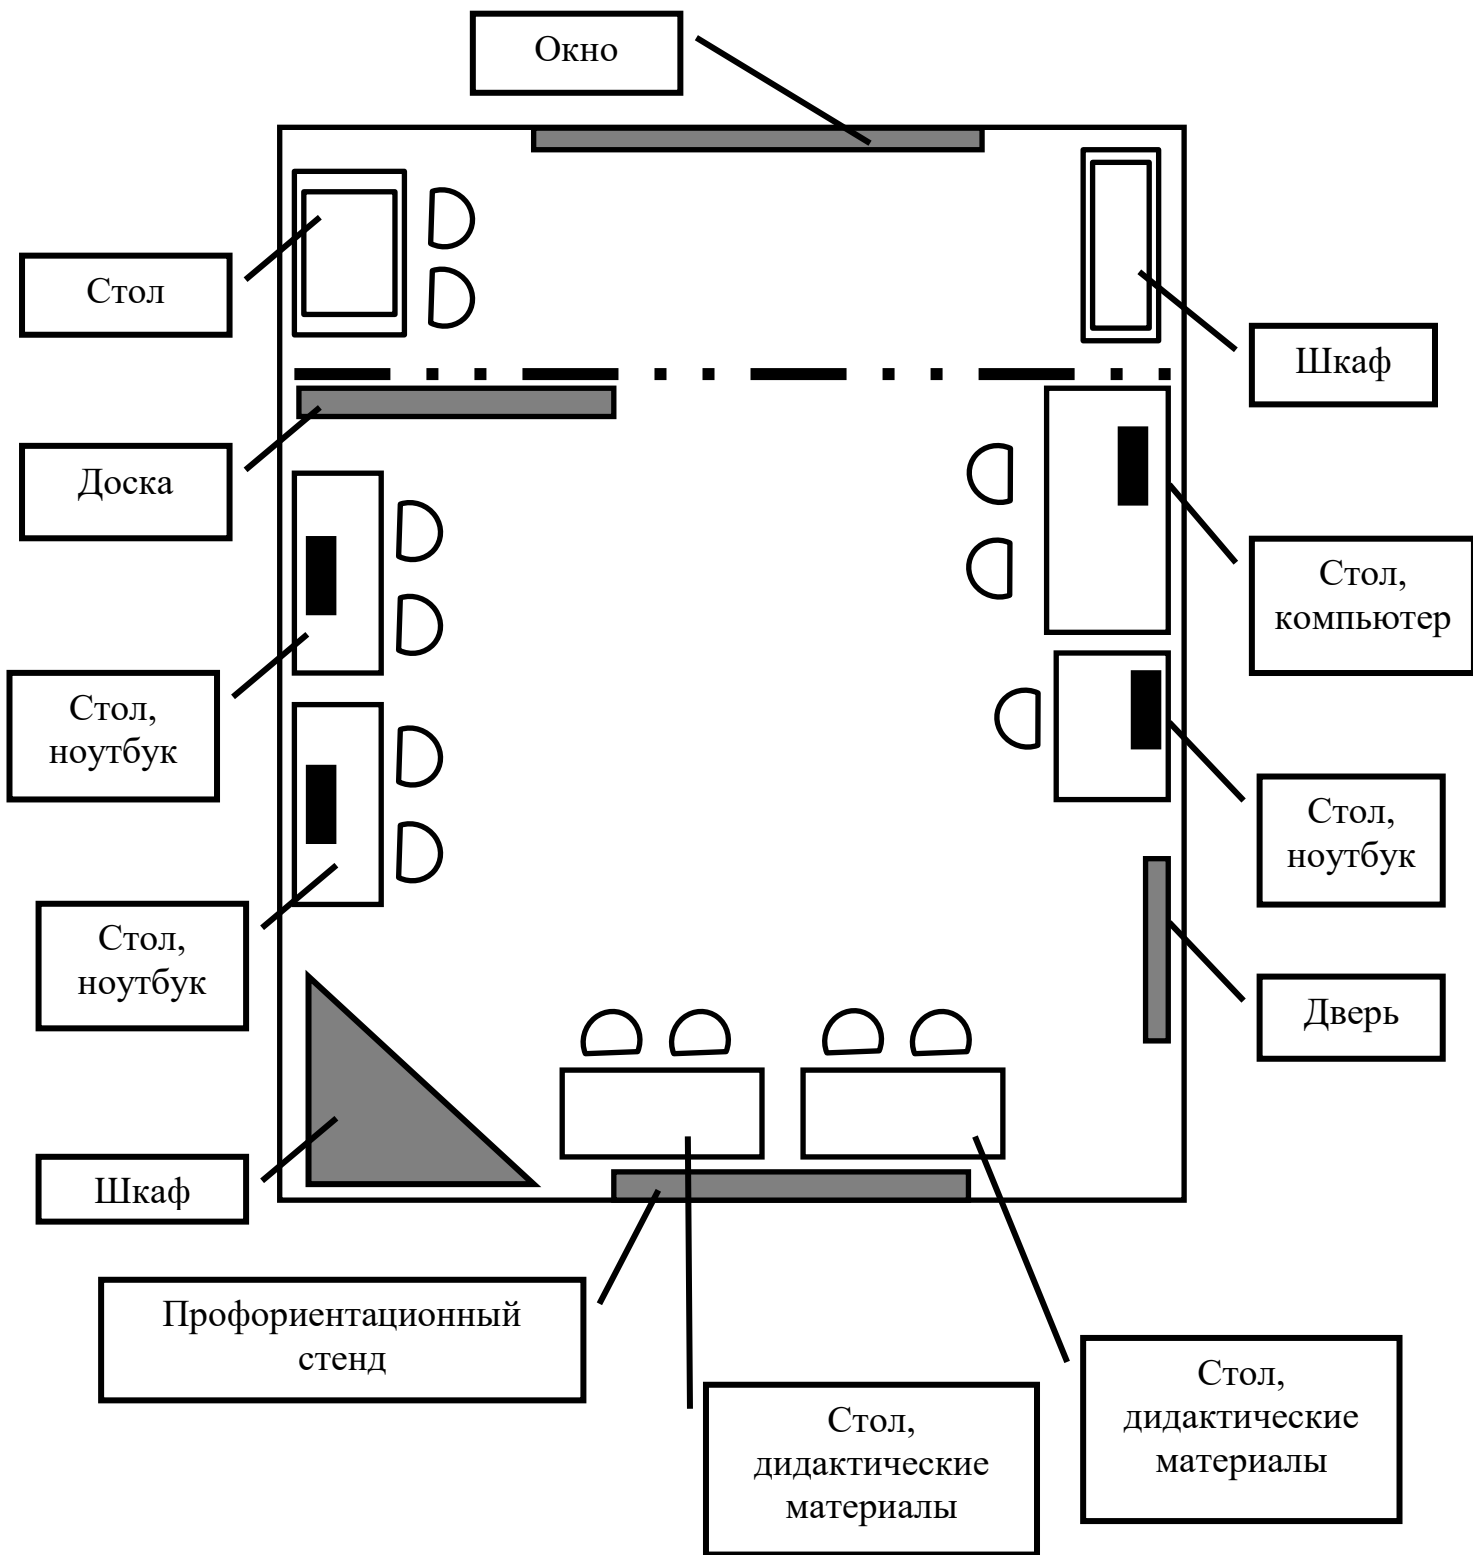 Окно
Стол
Шкаф
Доска
Стол,
компьютер
Стол,
ноутбук
Стол,
ноутбук
Стол,
ноутбук
Дверь
Шкаф
Профориентационный
стенд
Стол,
дидактические
материалы
Стол,
дидактические
материалы